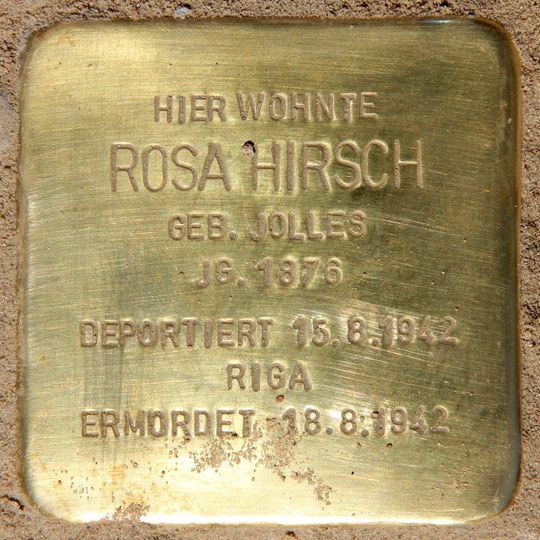 HIER WOHNTE
ROSA HIRSCH
GEB. JOLLES
JG. 1876
DEPORTIERT 15.8.1942
RIGA
ERMORDET 18.8.1942